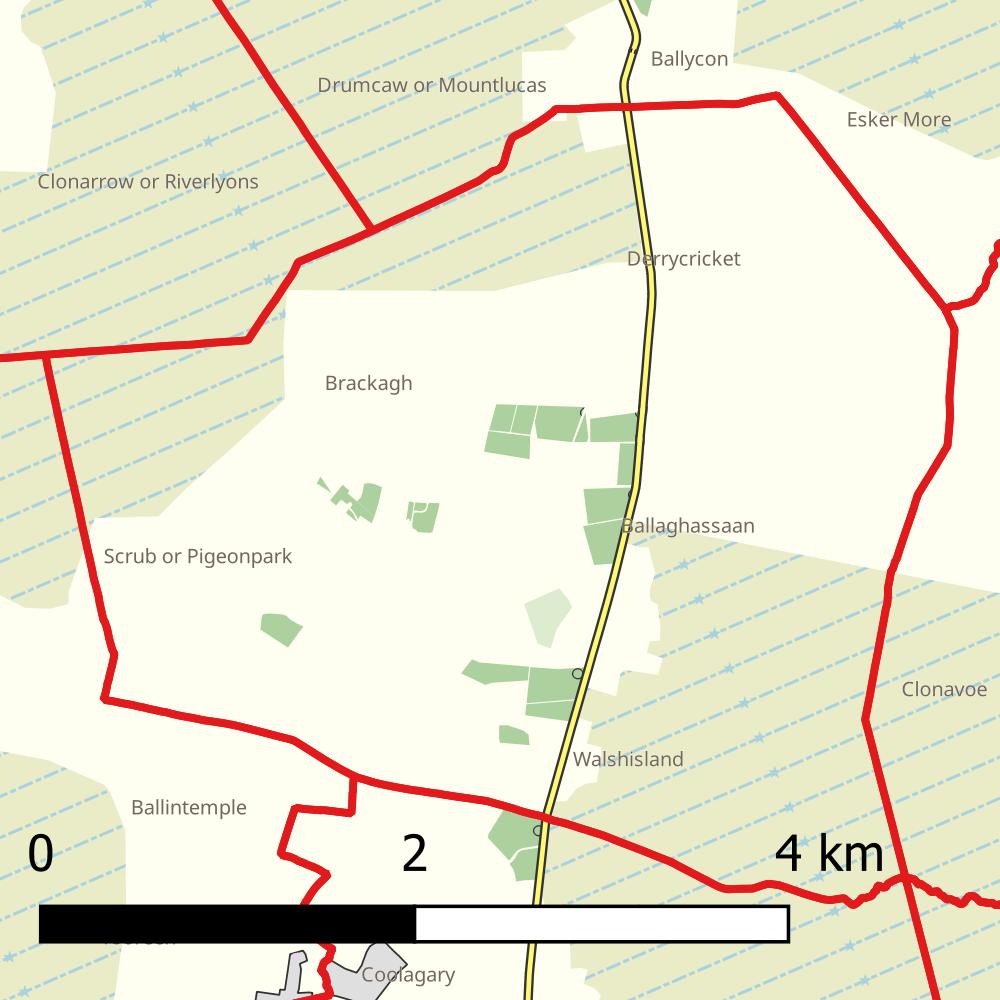 Ballycon
Drumcaw or Mountlucas
Esker More
Clonarrow or Riverlyons
Derrycricket
Brackagh
Ballaghassaan
Scrub or Pigeonpark
Clonavoe
Walshisland
Ballintemple
0 2 4 km
Coolagary